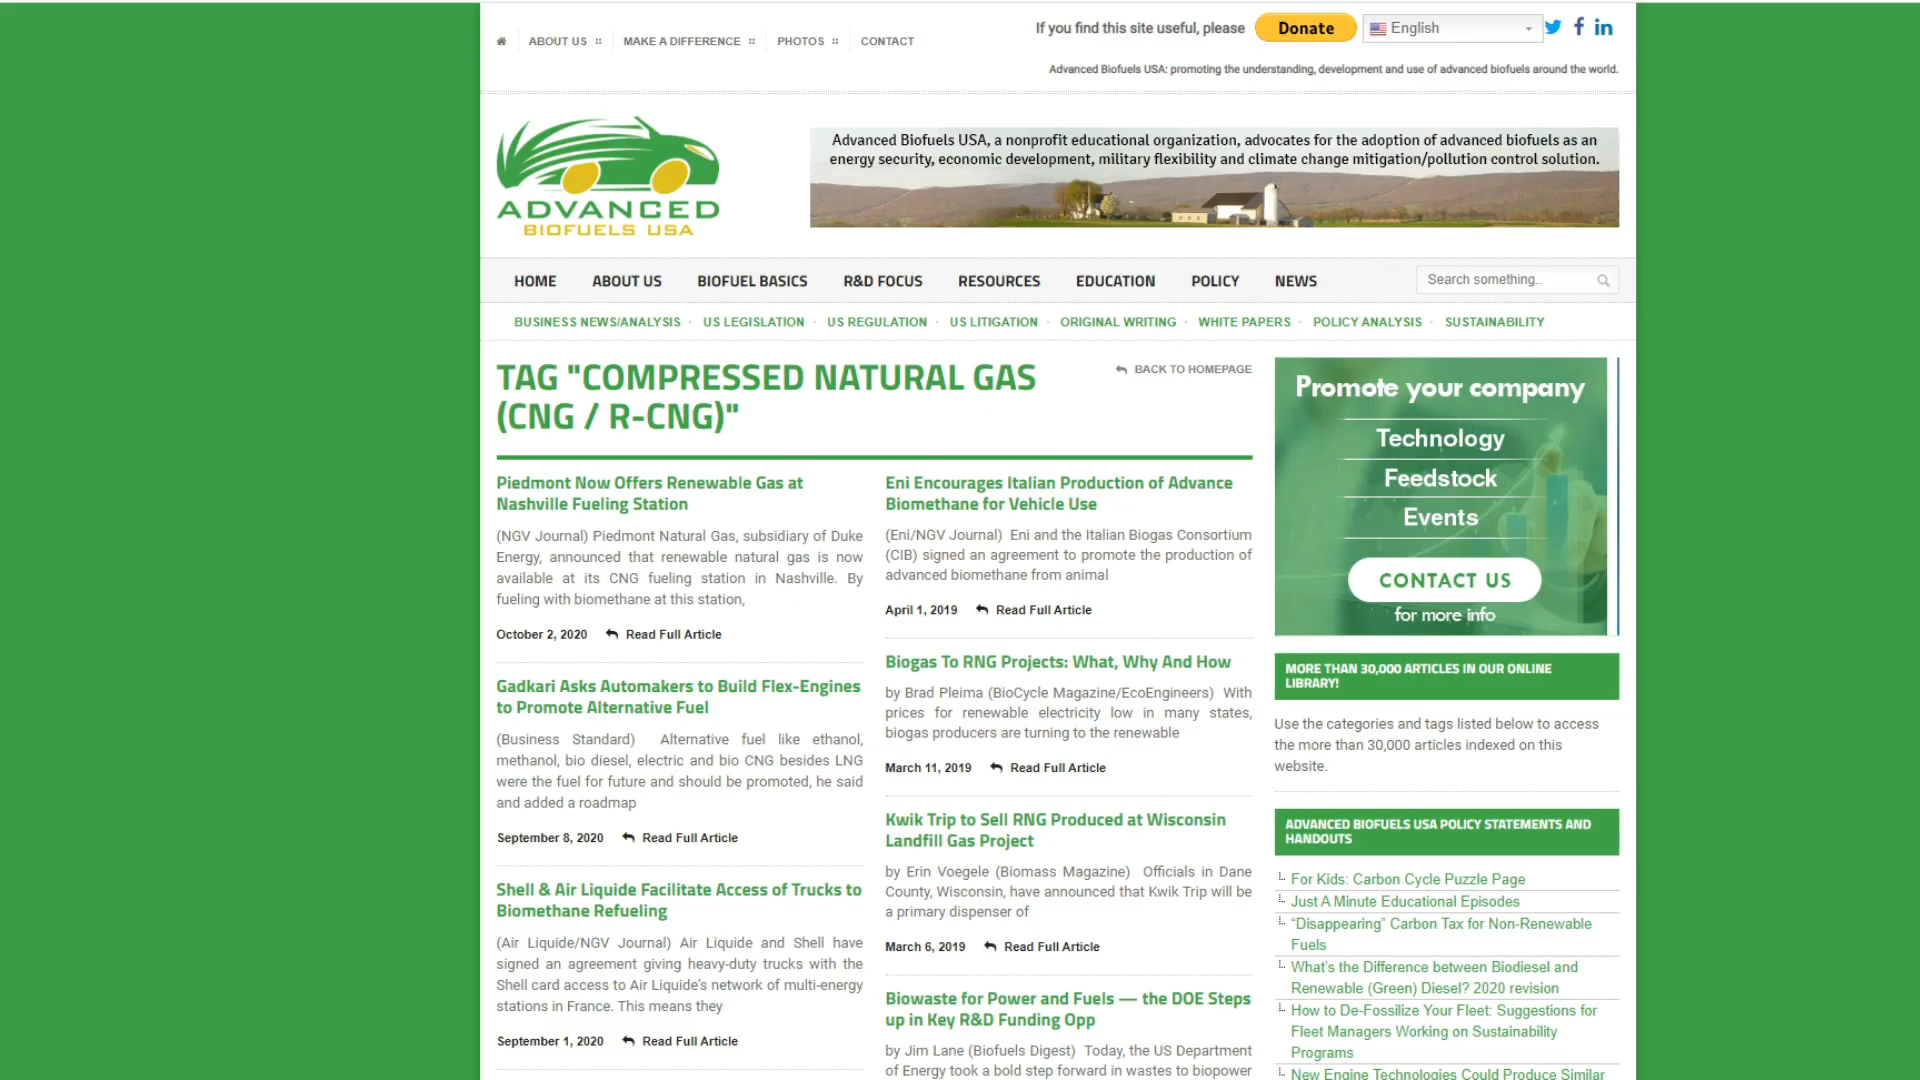 If you find this site useful, please Donate English
ABOUT US MAKE A DIFFERENCE PHOTOS CONTACT
Advanced Biofuels USA: promoting the understanding, development and use of advanced biofuels around the world.
ADVANCED
BIOFUELS USA
Advanced Biofuels USA, a nonprofit educational organization, advocates for the adoption of advanced biofuels as an
energy security, economic development, military flexibility and climate change mitigation/pollution control solution.
HOME ABOUT US BIOFUEL BASICS R&D FOCUS RESOURCES EDUCATION POLICY NEWS Search something..
BUSINESS NEWS/ANALYSIS · US LEGISLATION · US REGULATION · US LITIGATION · ORIGINAL WRITING · WHITE PAPERS · POLICY ANALYSIS · SUSTAINABILITY
TAG "COMPRESSED NATURAL GAS
(CNG / R-CNG)"
BACK TO HOMEPAGE
Piedmont Now Offers Renewable Gas at
Nashville Fueling Station
(NGV Journal) Piedmont Natural Gas, subsidiary of Duke
Energy, announced that renewable natural gas is now
available at its CNG fueling station in Nashville. By
fueling with biomethane at this station,
October 2, 2020 Read Full Article
Gadkari Asks Automakers to Build Flex-Engines
to Promote Alternative Fuel
(Business Standard) Alternative fuel like ethanol,
methanol, bio diesel, electric and bio CNG besides LNG
were the fuel for future and should be promoted, he said
and added a roadmap
September 8, 2020 Read Full Article
Shell & Air Liquide Facilitate Access of Trucks to
Biomethane Refueling
(Air Liquide/NGV Journal) Air Liquide and Shell have
signed an agreement giving heavy-duty trucks with the
Shell card access to Air Liquide's network of multi-energy
stations in France. This means they
September 1, 2020 Read Full Article
Eni Encourages Italian Production of Advance
Biomethane for Vehicle Use
(Eni/NGV Journal) Eni and the Italian Biogas Consortium
(CIB) signed an agreement to promote the production of
advanced biomethane from animal
April 1, 2019 Read Full Article
Biogas To RNG Projects: What, Why And How
by Brad Pleima (BioCycle Magazine/EcoEngineers) With
prices for renewable electricity low in many states,
biogas producers are turning to the renewable
March 11, 2019 Read Full Article
Kwik Trip to Sell RNG Produced at Wisconsin
Landfill Gas Project
by Erin Voegele (Biomass Magazine) Officials in Dane
County, Wisconsin, have announced that Kwik Trip will be
a primary dispenser of
March 6, 2019 Read Full Article
Biowaste for Power and Fuels — the DOE Steps
up in Key R&D Funding Opp
by Jim Lane (Biofuels Digest) Today, the US Department
of Energy took a bold step forward in wastes to biopower
Promote your company
Technology
Feedstock
Events
CONTACT US
for more info
MORE THAN 30,000 ARTICLES IN OUR ONLINE
LIBRARY!
Use the categories and tags listed below to access
the more than 30,000 articles indexed on this
website.
ADVANCED BIOFUELS USA POLICY STATEMENTS AND
HANDOUTS
For Kids: Carbon Cycle Puzzle Page
Just A Minute Educational Episodes
“Disappearing” Carbon Tax for Non-Renewable
Fuels
What's the Difference between Biodiesel and
Renewable (Green) Diesel? 2020 revision
How to De-Fossilize Your Fleet: Suggestions for
Fleet Managers Working on Sustainability
Programs
New Engine Technologies Could Produce Similar